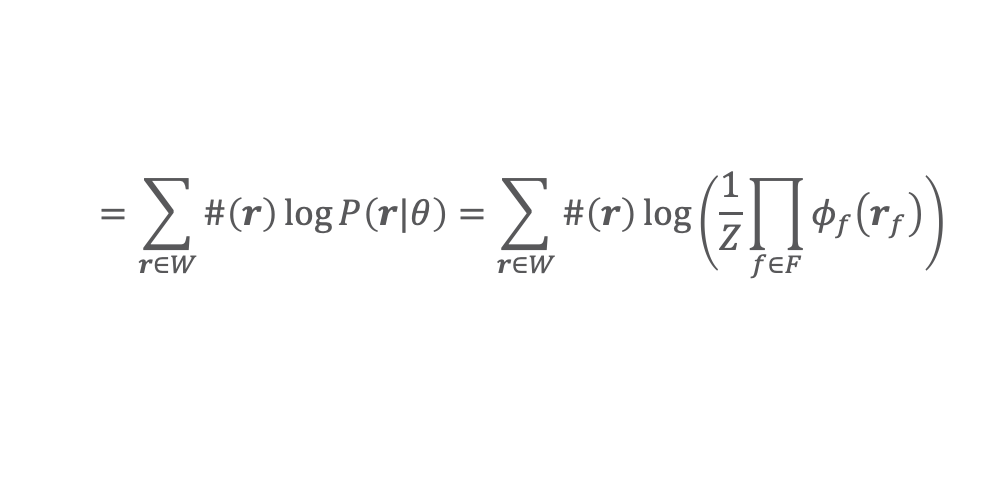 = ∑_{r∈W} #(r) log P(r|θ) = ∑_{r∈W} #(r) log(1/Z ∏_{f∈F} ϕ_f(r_f))